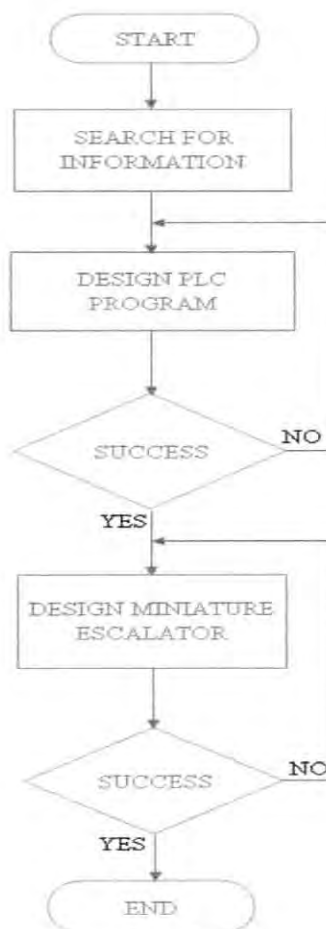 START
SEARCH FOR
INFORMATION
DESIGN PLC
PROGRAM
SUCCESS
NO
YES
DESIGN MINIATURE
ESCALATOR
SUCCESS
NO
YES
END